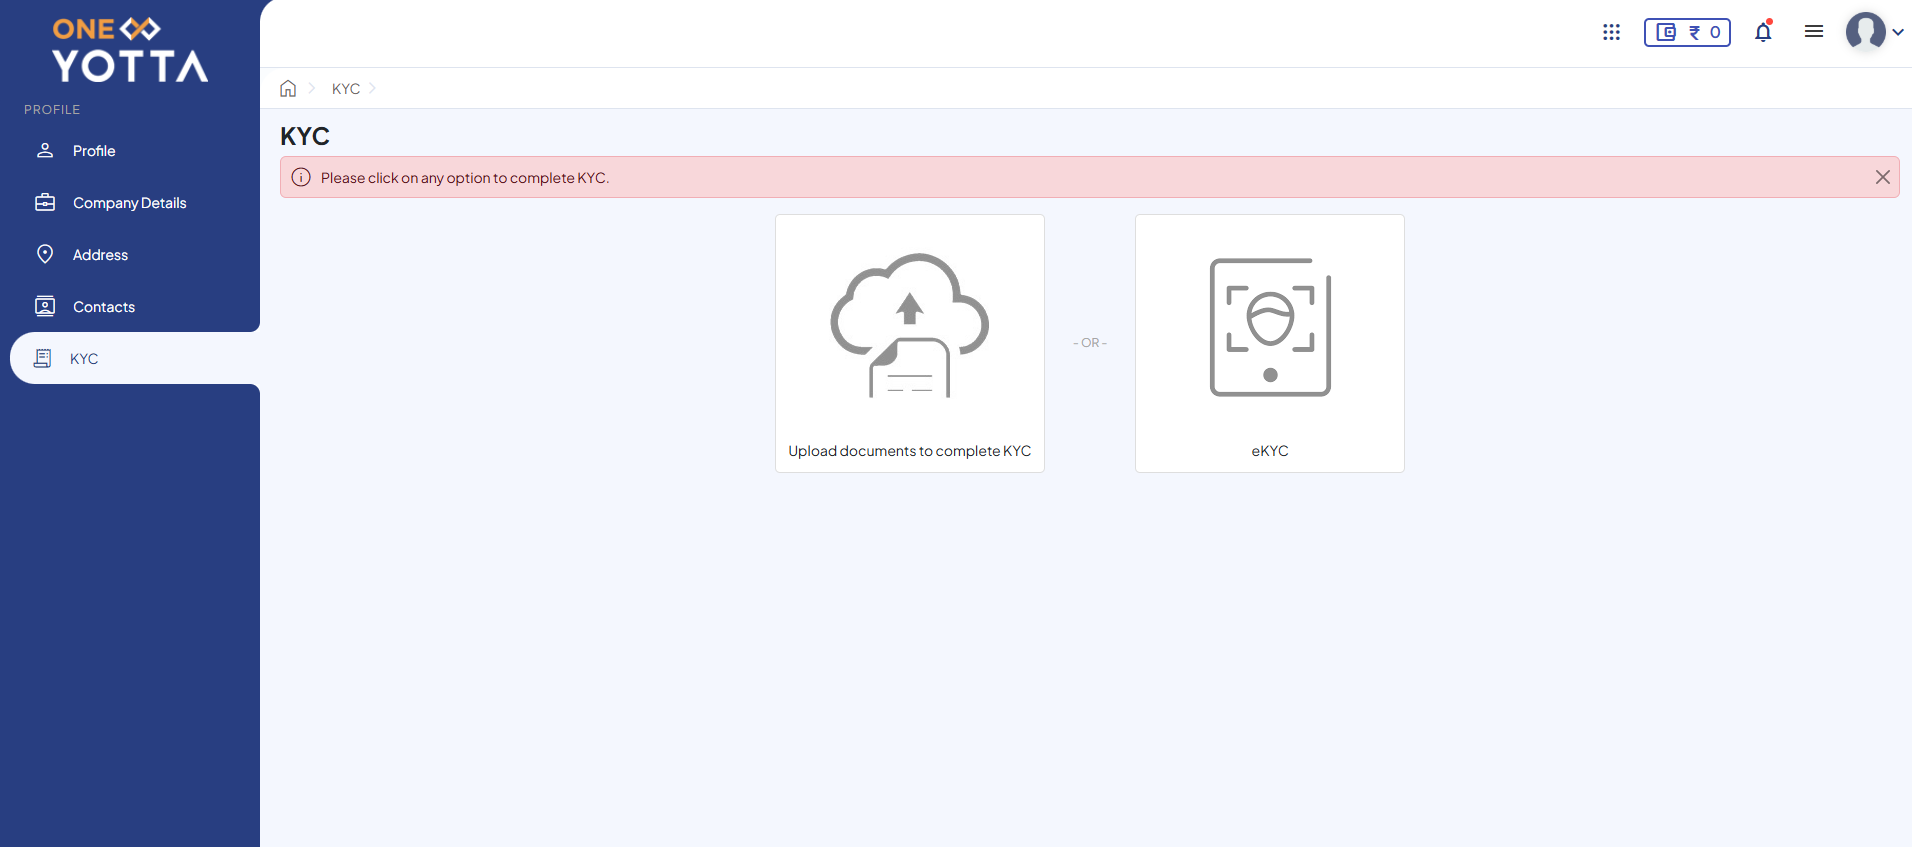 ONE
YOTTA
₹ 0
KYC
PROFILE
Profile
Company Details
Address
Contacts
KYC
KYC
Please click on any option to complete KYC.
Upload documents to complete KYC
- OR -
eKYC